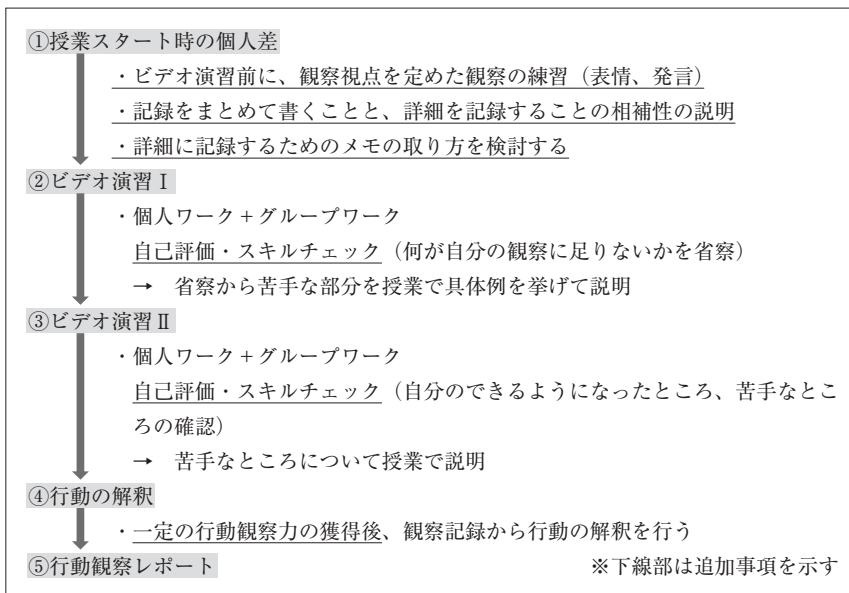 ①授業スタート時の個人差
・ビデオ演習前に、観察視点を定めた観察の練習（表情、発言）
・記録をまとめて書くことと、詳細を記録することの相補性の説明
・詳細に記録するためのメモの取り方を検討する
②ビデオ演習Ⅰ
・個人ワーク＋グループワーク
自己評価・スキルチェック（何が自分の観察に足りないかを省察）
→　省察から苦手な部分を授業で具体例を挙げて説明
③ビデオ演習Ⅱ
・個人ワーク＋グループワーク
自己評価・スキルチェック（自分のできるようになったところ、苦手なとこ
ろの確認）
→　苦手なところについて授業で説明
④行動の解釈
・一定の行動観察力の獲得後、観察記録から行動の解釈を行う
⑤行動観察レポート　※下線部は追加事項を示す